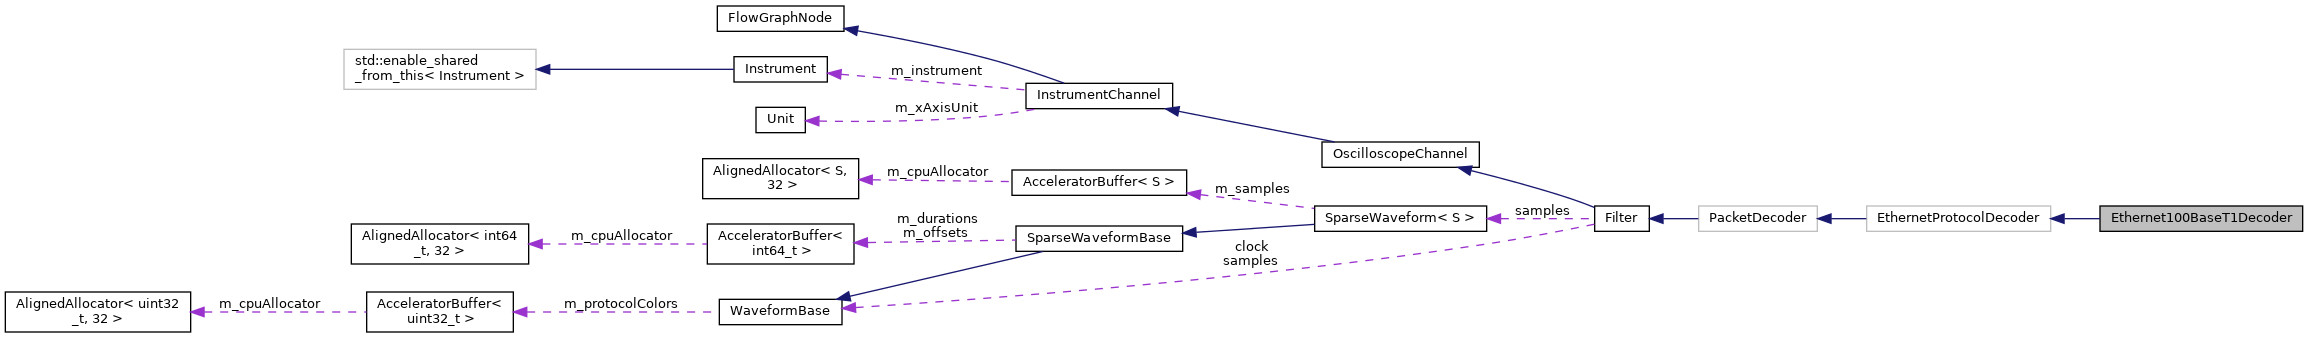 FlowGraphNode
std::enable_shared
_from_this< Instrument >
Instrument
m_instrument
InstrumentChannel
m_xAxisUnit
Unit
OscilloscopeChannel
AlignedAllocator< S,
32 >
m_cpuAllocator
AcceleratorBuffer< S >
m_samples
SparseWaveform< S >
samples
Filter
PacketDecoder
EthernetProtocolDecoder
Ethernet100BaseT1Decoder
AlignedAllocator< int64
_t, 32 >
m_cpuAllocator
AcceleratorBuffer<
int64_t >
m_durations
m_offsets
SparseWaveformBase
clock
samples
AlignedAllocator< uint32
_t, 32 >
m_cpuAllocator
AcceleratorBuffer<
uint32_t >
m_protocolColors
WaveformBase